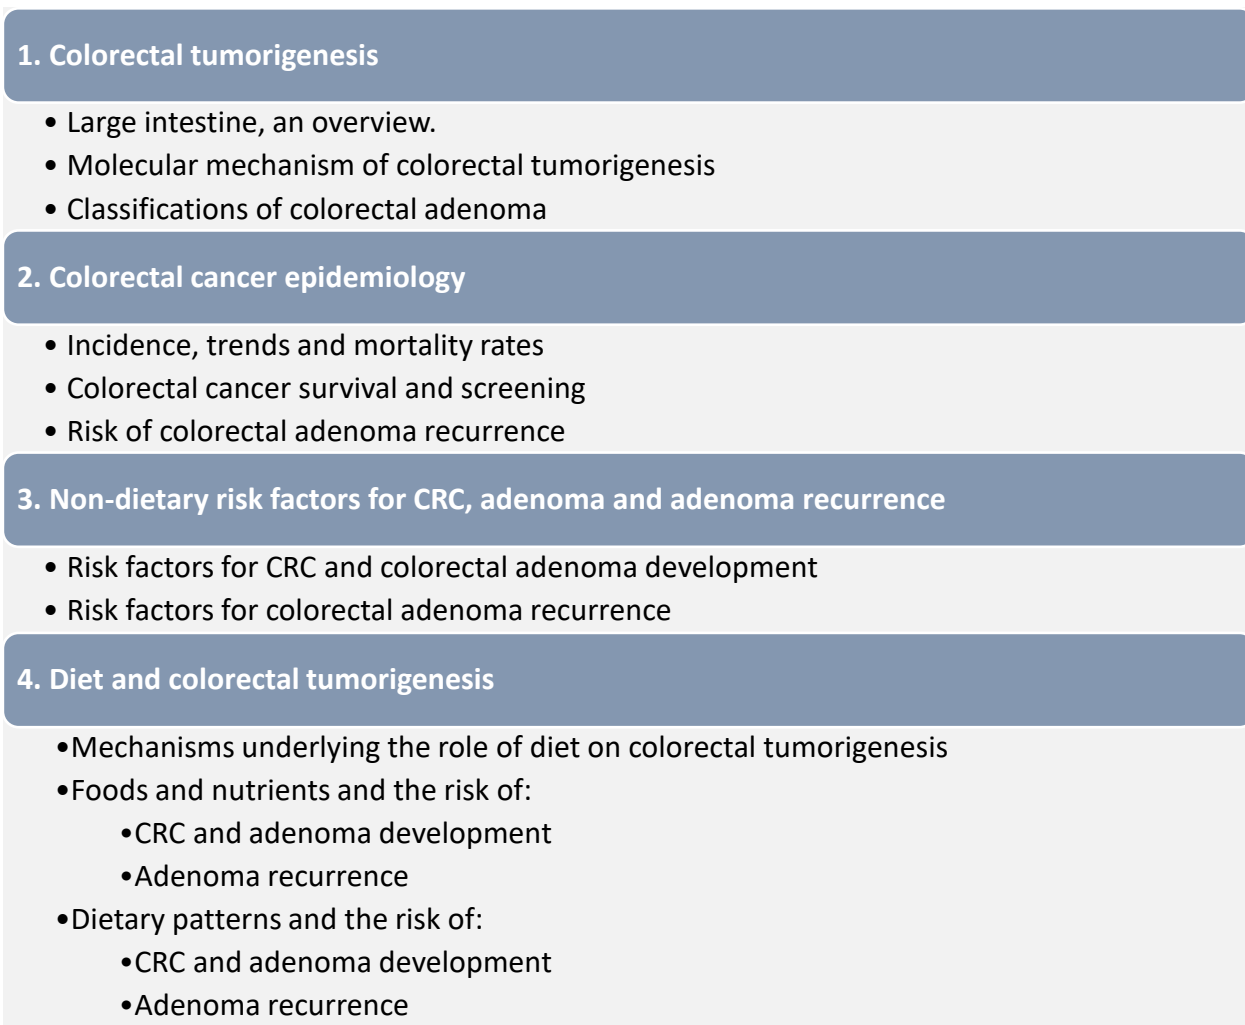 1. Colorectal tumorigenesis
• Large intestine, an overview.
• Molecular mechanism of colorectal tumorigenesis
• Classifications of colorectal adenoma
2. Colorectal cancer epidemiology
• Incidence, trends and mortality rates
• Colorectal cancer survival and screening
• Risk of colorectal adenoma recurrence
3. Non-dietary risk factors for CRC, adenoma and adenoma recurrence
• Risk factors for CRC and colorectal adenoma development
• Risk factors for colorectal adenoma recurrence
4. Diet and colorectal tumorigenesis
•Mechanisms underlying the role of diet on colorectal tumorigenesis
•Foods and nutrients and the risk of:
•CRC and adenoma development
•Adenoma recurrence
•Dietary patterns and the risk of:
•CRC and adenoma development
•Adenoma recurrence